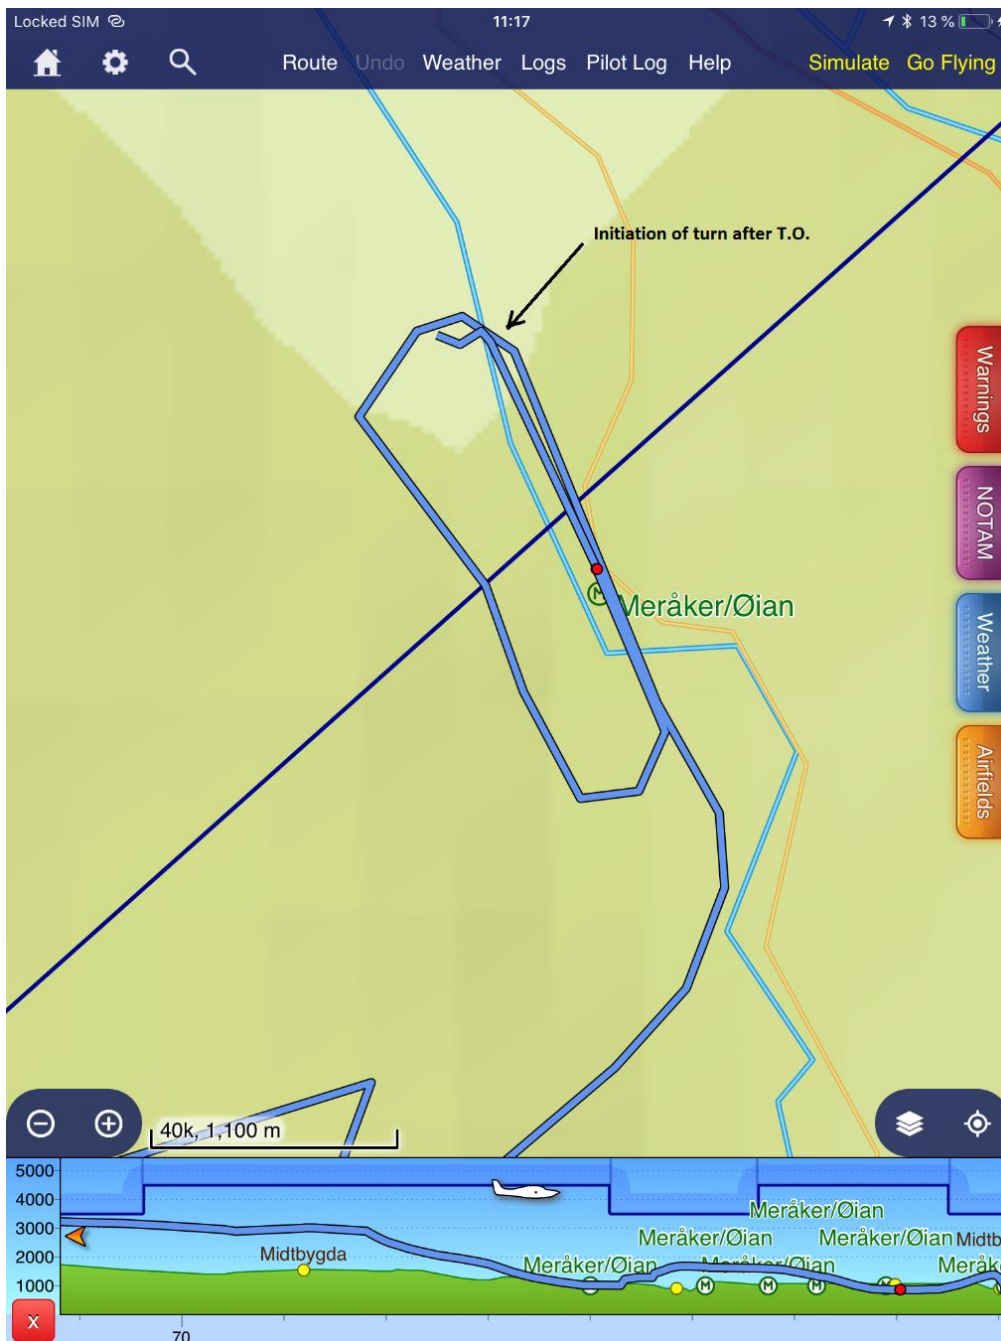 Locked SIM 11:17 13 %
Route Undo Weather Logs Pilot Log Help Simulate Go Flying
Initiation of turn after T.O.
Warnings
NOTAM
M Meråker/Øian
Weather
Airfields
40k, 1,100 m
5000
4000
3000 Meråker/Øian
Meråker/Øian Meråker/Øian Midtb
2000 Midtbygda Meråker/Øian Meråker/Øian Meråk
1000 M M M M M
X
70